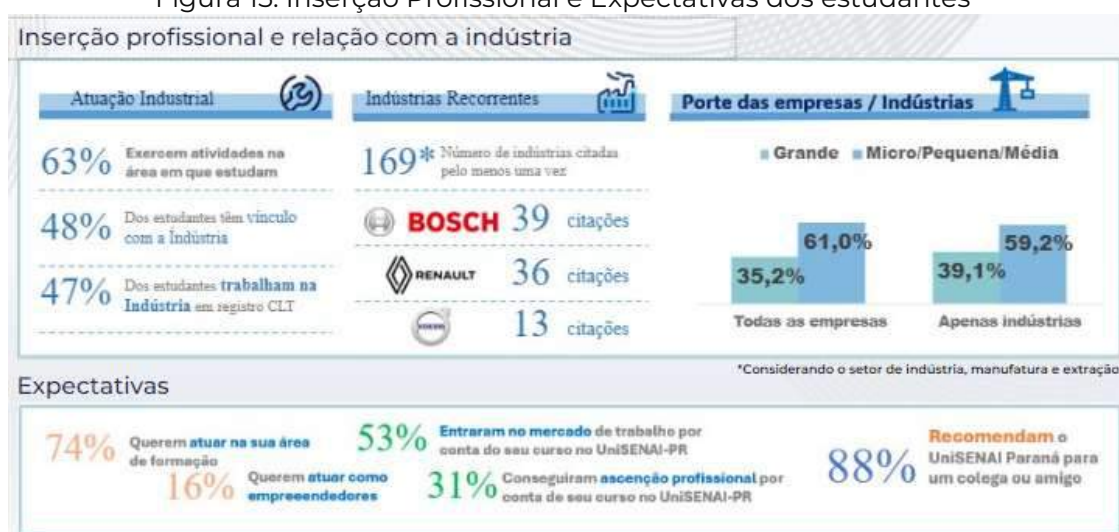 Figura 15: Inserção Profissional e Expectativas dos estudantes
Inserção profissional e relação com a indústria
Atuação Industrial
63% Exercem atividades na
área em que estudam
48% Dos estudantes têm vínculo
com a Indústria
47% Dos estudantes trabalham na
Indústria em registro CLT
Indústrias Recorrentes
169* Número de indústrias citadas
pelo menos uma vez
BOSCH 39 citações
RENAULT 36 citações
VOLVO 13 citações
Porte das empresas / Indústrias
Grande Micro/Pequena/Média
35,2% 61,0%
39,1% 59,2%
Todas as empresas Apenas indústrias
*Considerando o setor de indústria, manufatura e extração
Expectativas
74% Querem atuar na sua área
de formação
16% Querem atuar como
empreeendedores
53% Entraram no mercado de trabalho por
conta do seu curso no UniSENAI-PR
31% Conseguiram ascenção profissional por
conta de seu curso no UniSENAI-PR
88% Recomendam o
UniSENAI Paraná para
um colega ou amigo